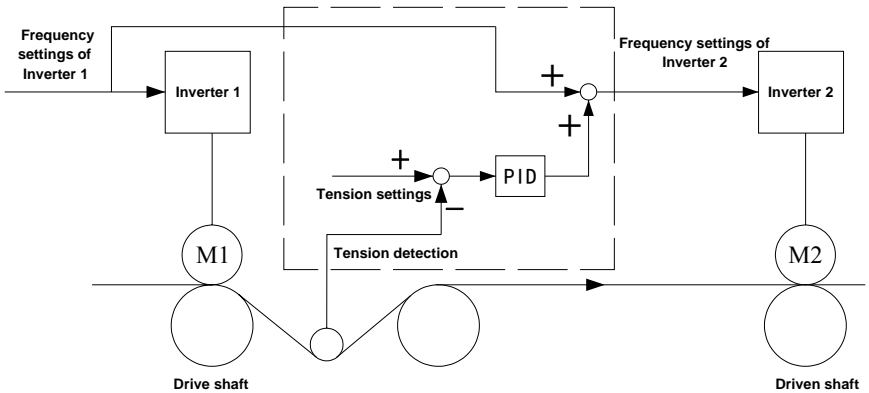 Frequency
settings of
Inverter 1
Inverter 1
+
+
Frequency settings of
Inverter 2
Inverter 2
+
Tension settings
PID
−
Tension detection
M1
M2
Drive shaft
Driven shaft